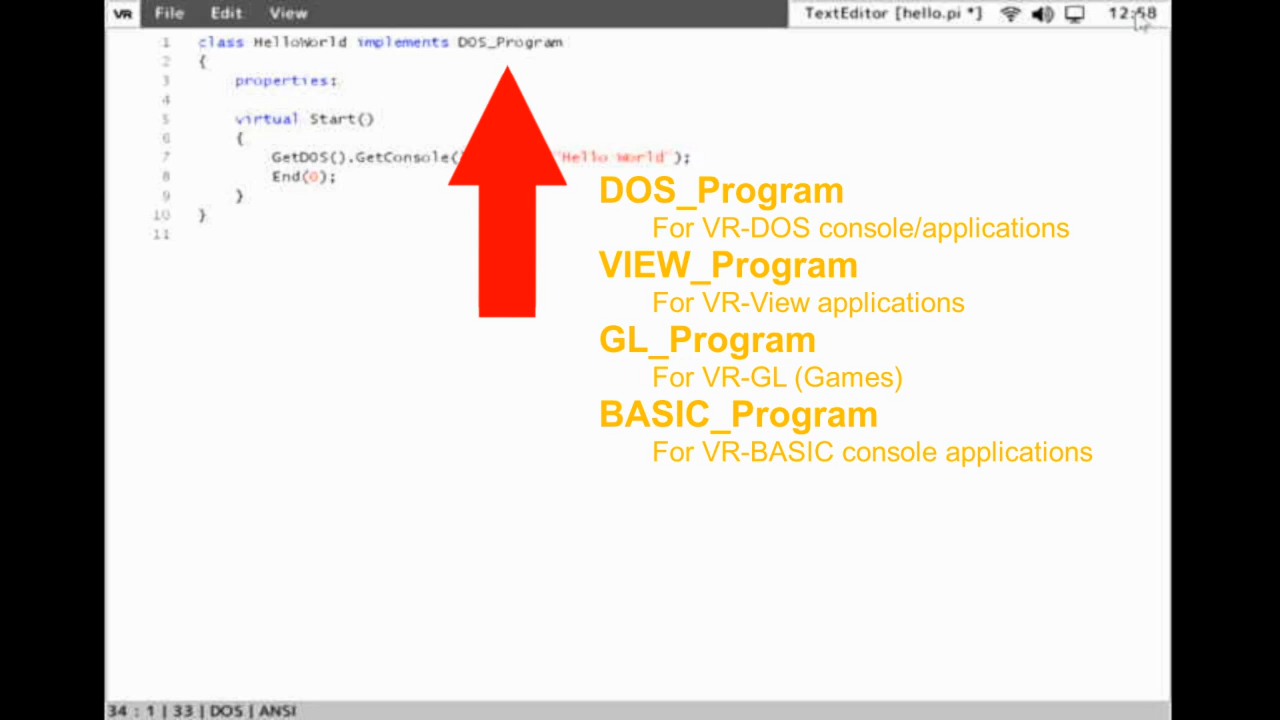 VR File Edit View TextEditor [hello.pi *] 12:58
1 class HelloWorld implements DOS_Program
2 {
3 properties:
4
5 virtual Start()
6 {
7 GetDOS().GetConsole( "Hello World");
8 End(0);
9 }
10 }
11
DOS_Program
For VR-DOS console/applications
VIEW_Program
For VR-View applications
GL_Program
For VR-GL (Games)
BASIC_Program
For VR-BASIC console applications
34 : 1 | 33 | DOS | ANSI